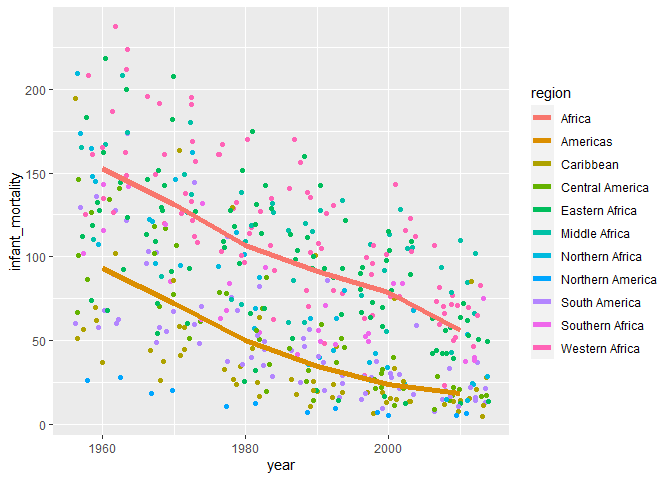 200
150
100
50
0
infant_mortality
1960
1980
2000
year
region
Africa
Americas
Caribbean
Central America
Eastern Africa
Middle Africa
Northern Africa
Northern America
South America
Southern Africa
Western Africa